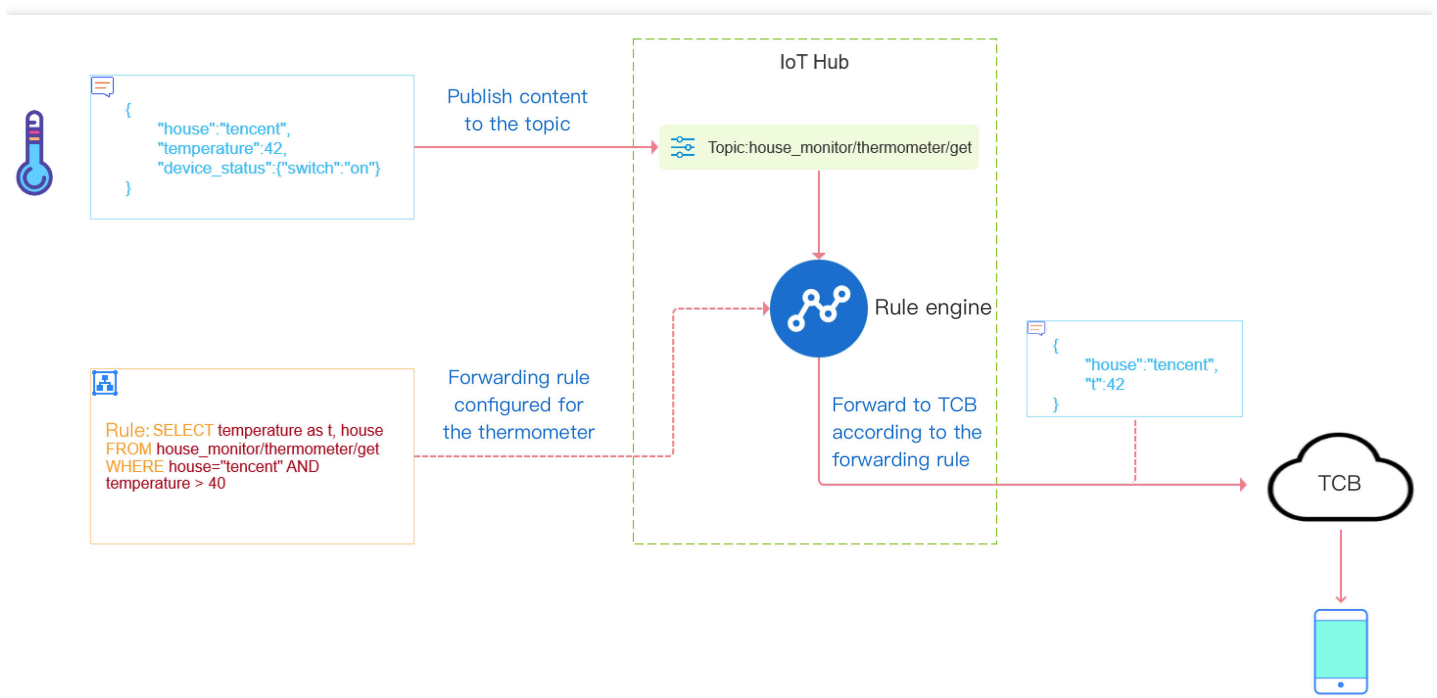 IoT Hub
{
"house":"tencent",
"temperature":42,
"device_status":{"switch":"on"}
}
Publish content
to the topic
Topic:house_monitor/thermometer/get
Rule engine
Rule: SELECT temperature as t, house
FROM house_monitor/thermometer/get
WHERE house="tencent" AND
temperature > 40
Forwarding rule
configured for
the thermometer
Forward to TCB
according to the
forwarding rule
{
"house":"tencent",
"t":42
}
TCB